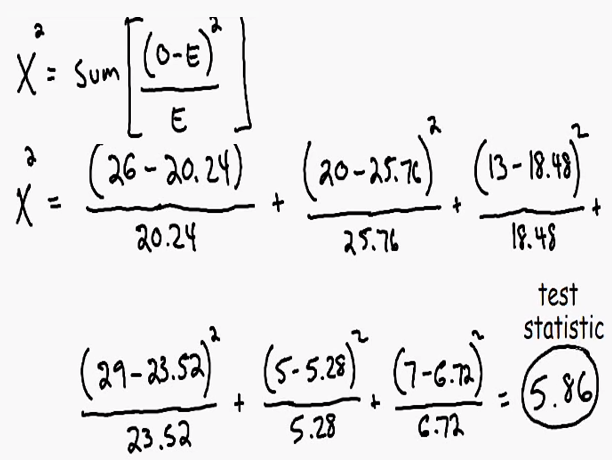 X² = Sum[(O-E)²/E]
X² = (26-20.24)/20.24 + (20-25.76)²/25.76 + (13-18.48)²/18.48 +
test
statistic
(29-23.52)²/23.52 + (5-5.28)²/5.28 + (7-6.72)²/6.72 = 5.86